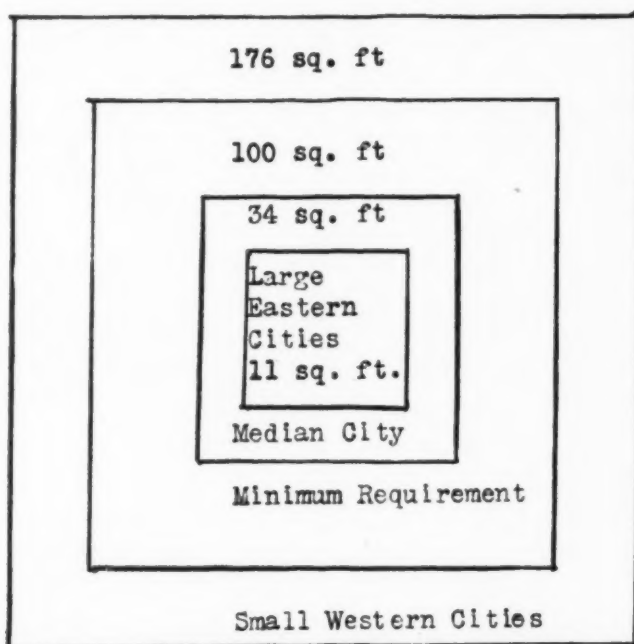 176 sq. ft
100 sq. ft
34 sq. ft
Large
Eastern
Cities
11 sq. ft.
Median City
Minimum Requirement
Small Western Cities